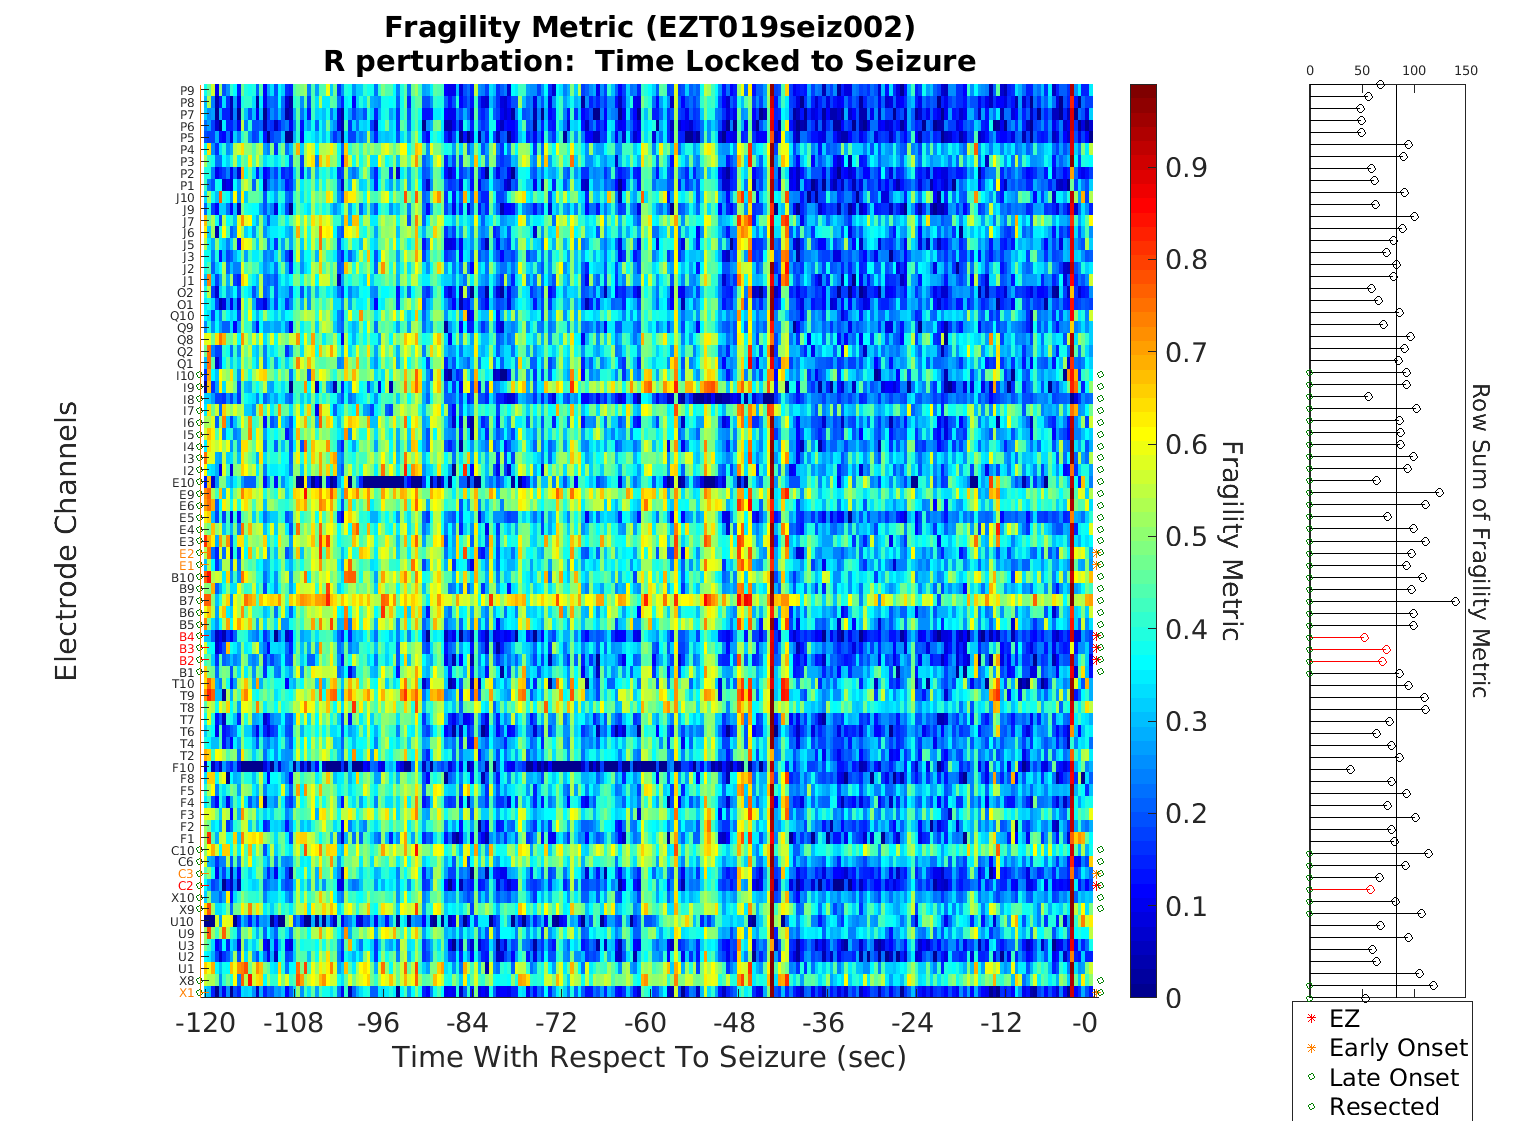 Fragility Metric (EZT019seiz002)
R perturbation:  Time Locked to Seizure
Electrode Channels
P9
P8
P7
P6
P5
P4
P3
P2
P1
J10
J9
J7
J6
J5
J3
J2
J1
O2
O1
Q10
Q9
Q8
Q2
Q1
I10
I9
I8
I7
I6
I5
I4
I3
I2
E10
E9
E6
E5
E4
E3
E2
E1
B10
B9
B7
B6
B5
B4
B3
B2
B1
T10
T9
T8
T7
T6
T4
T2
F10
F8
F5
F4
F3
F2
F1
C10
C6
C3
C2
X10
X9
U10
U9
U3
U2
U1
X8
X1
-120 -108 -96 -84 -72 -60 -48 -36 -24 -12 -0
Time With Respect To Seizure (sec)
0.9
0.8
0.7
0.6
0.5
0.4
0.3
0.2
0.1
0
Fragility Metric
0 50 100 150
Row Sum of Fragility Metric
EZ
Early Onset
Late Onset
Resected